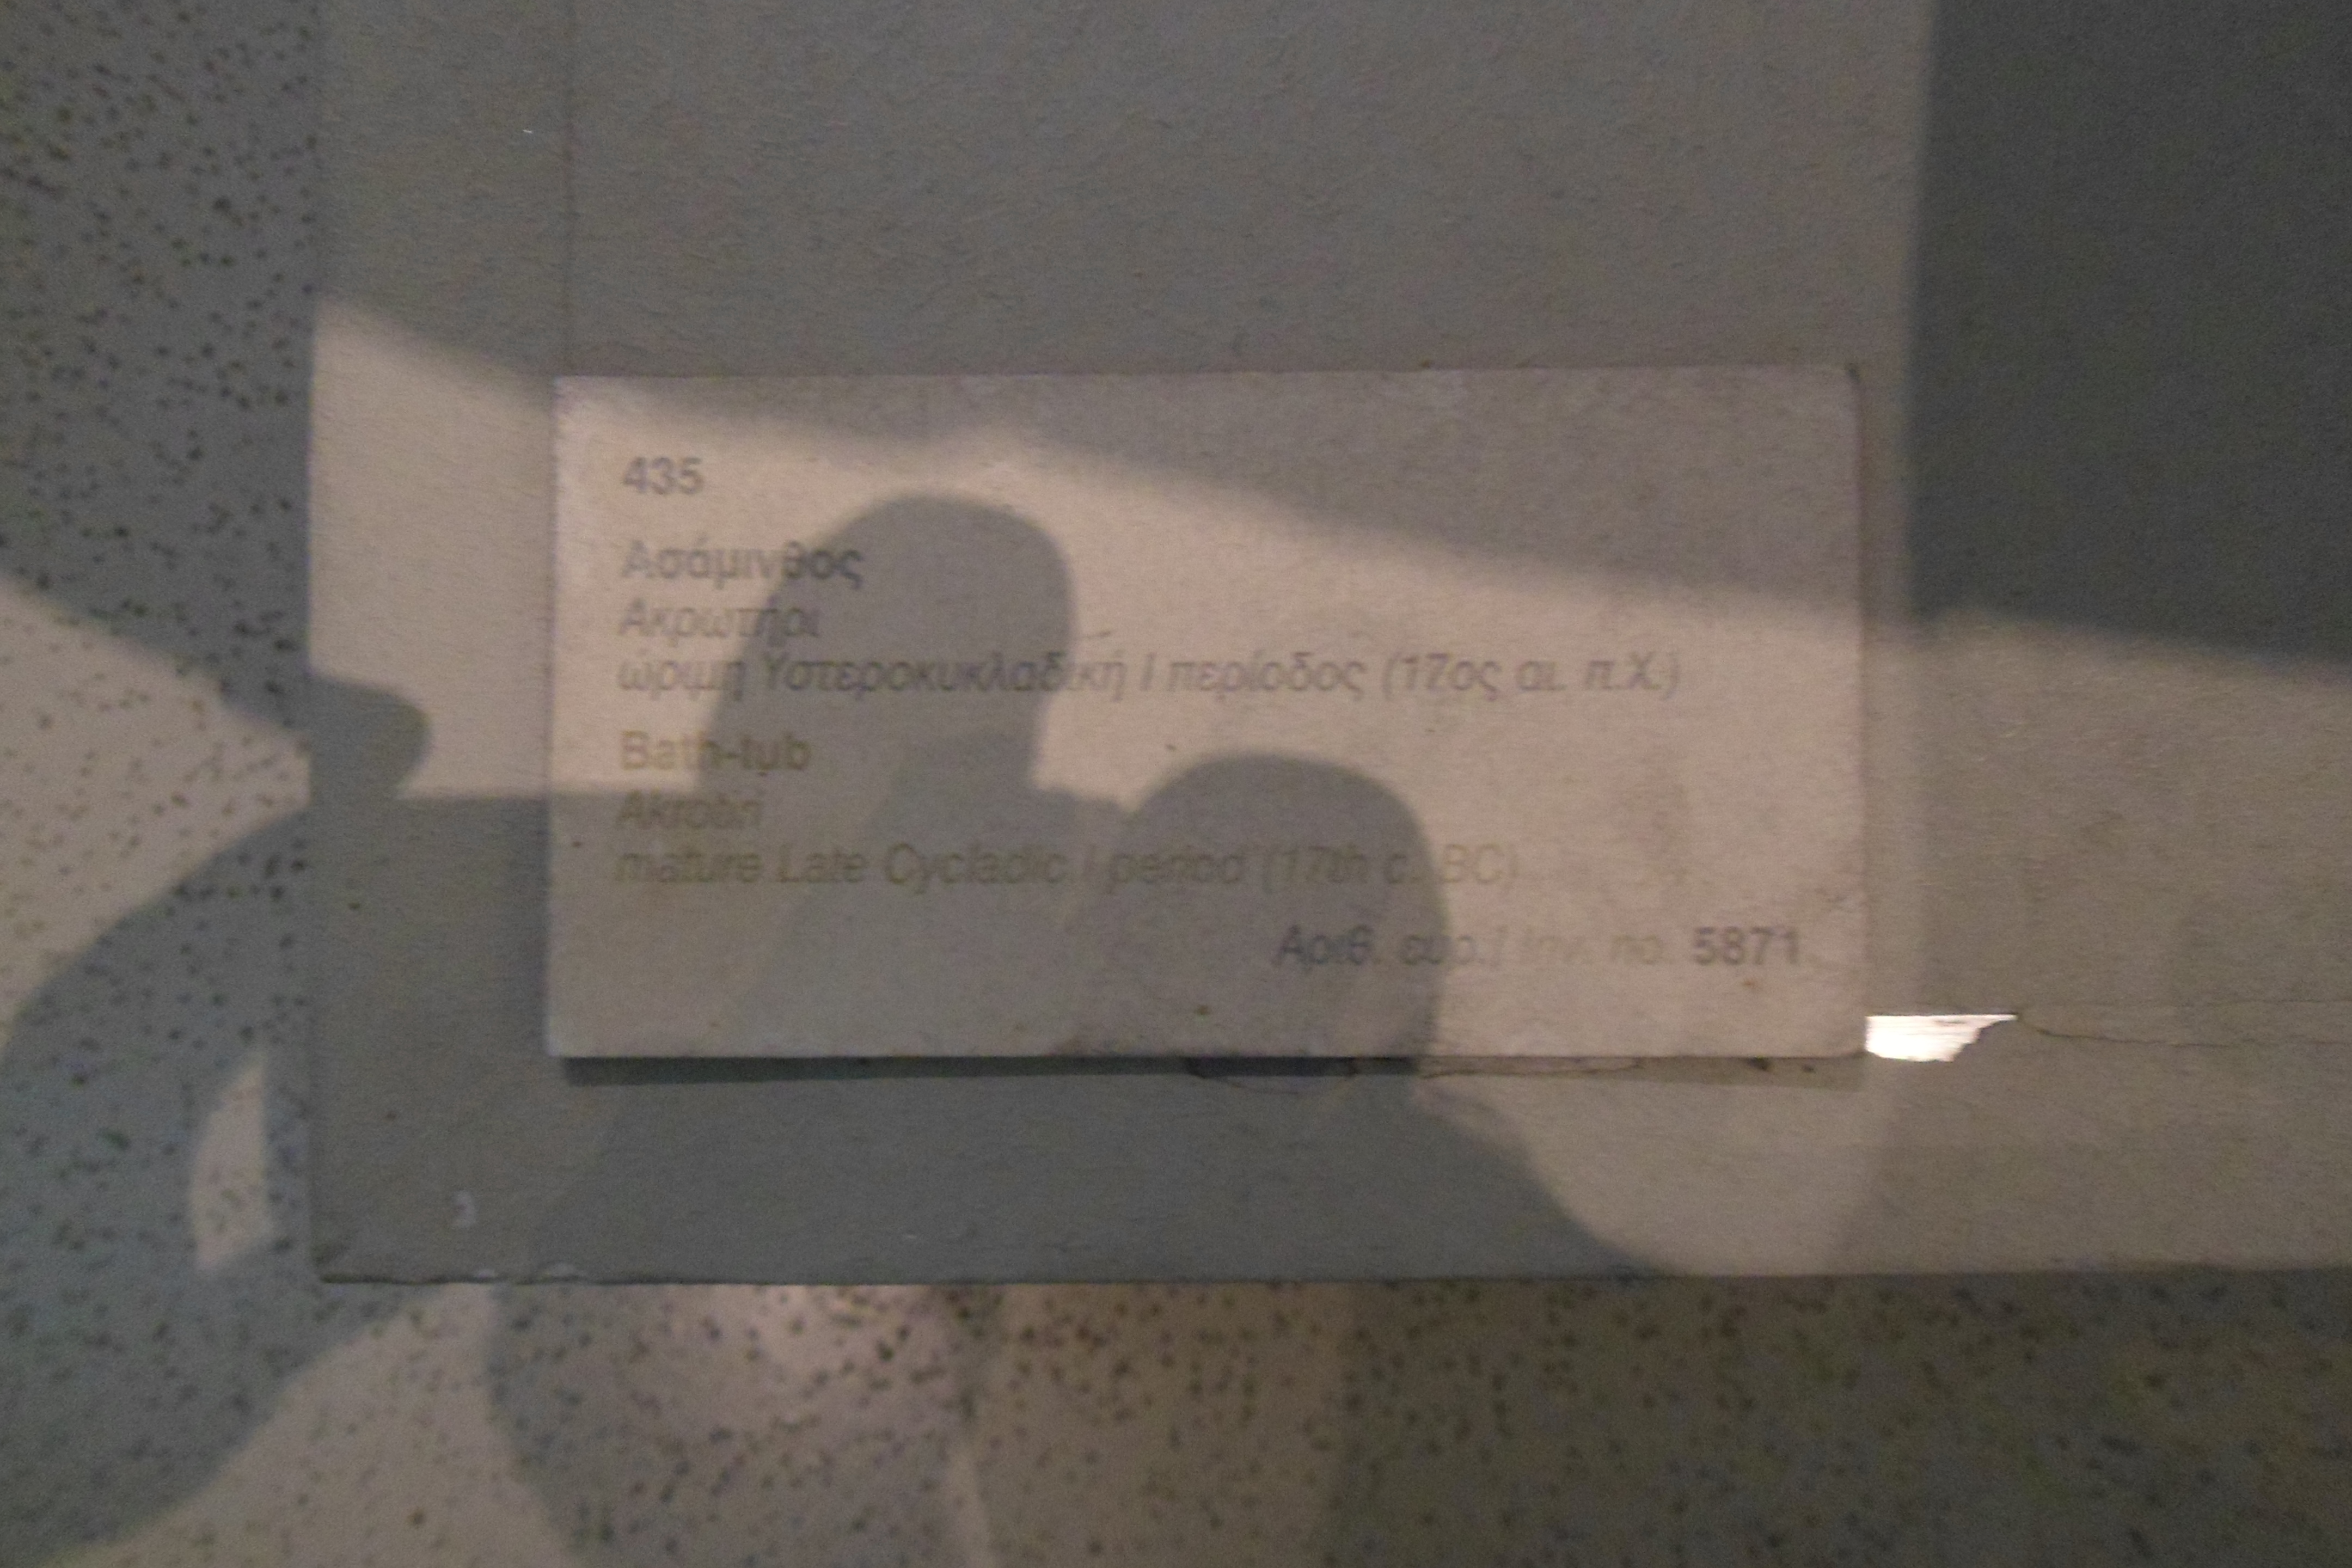 435
Ασάμινθος
Ακρωτήρι
ώριμη Υστεροκυκλαδική Ι περίοδος (17ος αι. π.Χ.)
Bath-tub
Akrotiri
mature Late Cycladic I period (17th c. BC)
Αριθ. ευρ./ Inv. no. 5871